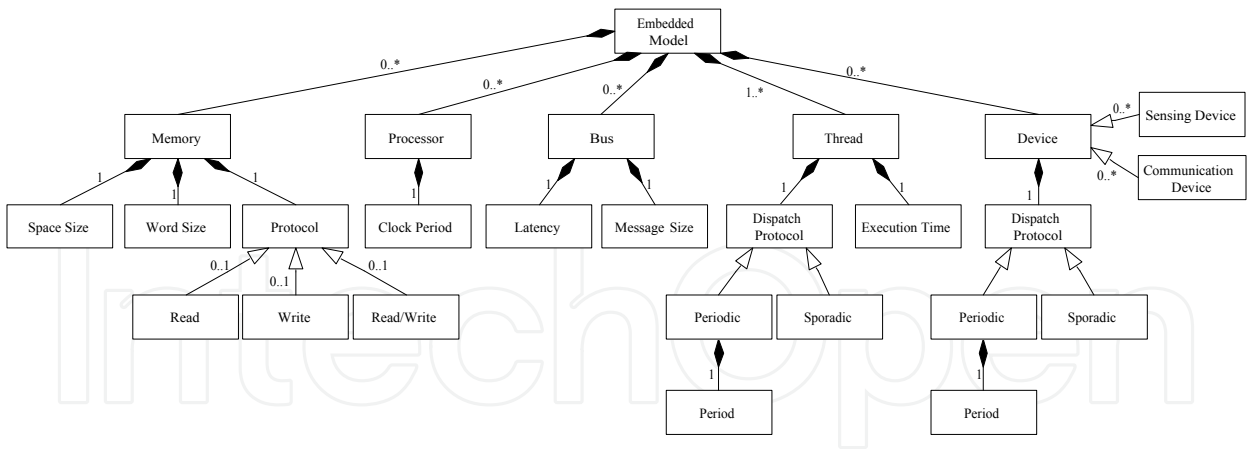 Embedded
Model
0..*
0..*
0..*
1..*
0..*
Memory
Processor
Bus
Thread
Device
0..*
Sensing Device
0..*
Communication
Device
1
1
1
1
1
1
1
1
1
Space Size
Word Size
Protocol
Clock Period
Latency
Message Size
Dispatch
Protocol
Execution Time
Dispatch
Protocol
0..1
0..1
0..1
Read
Write
Read/Write
Periodic
Sporadic
Periodic
Sporadic
1
1
Period
Period
IntechOpen